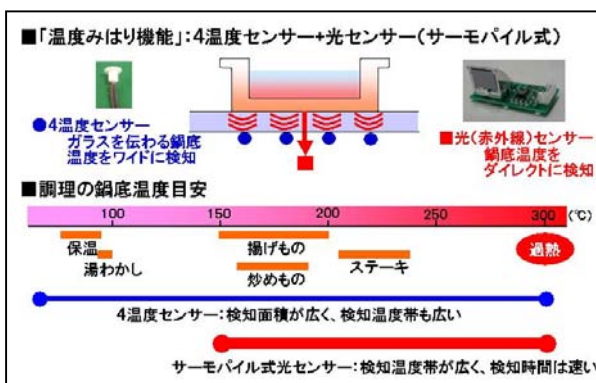 ■「温度みはり機能」:4温度センサー+光センサー(サーモパイル式)
●4温度センサー
ガラスを伝わる鍋底
温度をワイドに検知
■光(赤外線)センサー
鍋底温度を
ダイレクトに検知
■調理の鍋底温度目安
100 150 200 250 300 (℃)
保温
湯わかし
揚げもの
炒めもの
ステーキ
過熱
4温度センサー:検知面積が広く、検知温度帯も広い
サーモパイル式光センサー:検知温度帯が広く、検知時間は速い